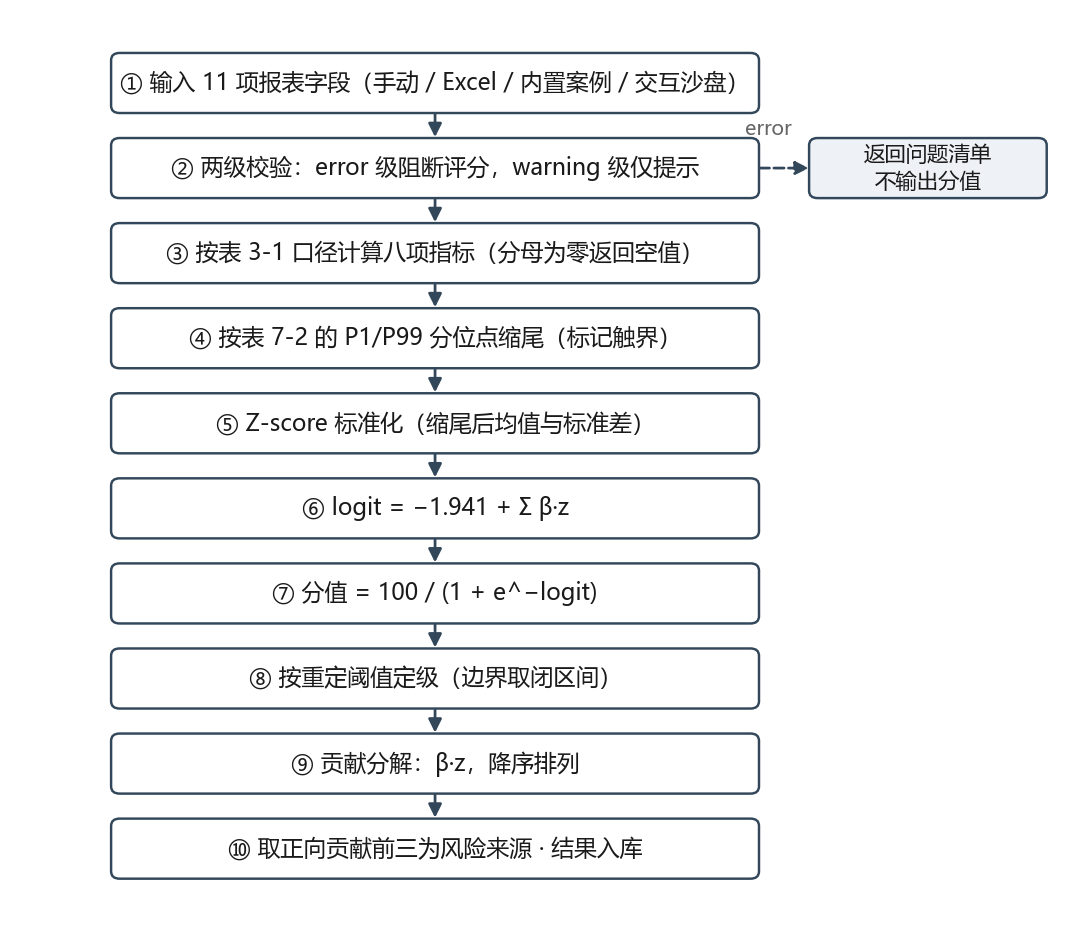 ① 输入 11 项报表字段（手动 / Excel / 内置案例 / 交互沙盘）
error
② 两级校验：error 级阻断评分，warning 级仅提示
返回问题清单
不输出分值
③ 按表 3-1 口径计算八项指标（分母为零返回空值）
④ 按表 7-2 的 P1/P99 分位点缩尾（标记触界）
⑤ Z-score 标准化（缩尾后均值与标准差）
⑥ logit = −1.941 + Σ β·z
⑦ 分值 = 100 / (1 + e^−logit)
⑧ 按重定阈值定级（边界取闭区间）
⑨ 贡献分解：β·z，降序排列
⑩ 取正向贡献前三为风险来源 · 结果入库